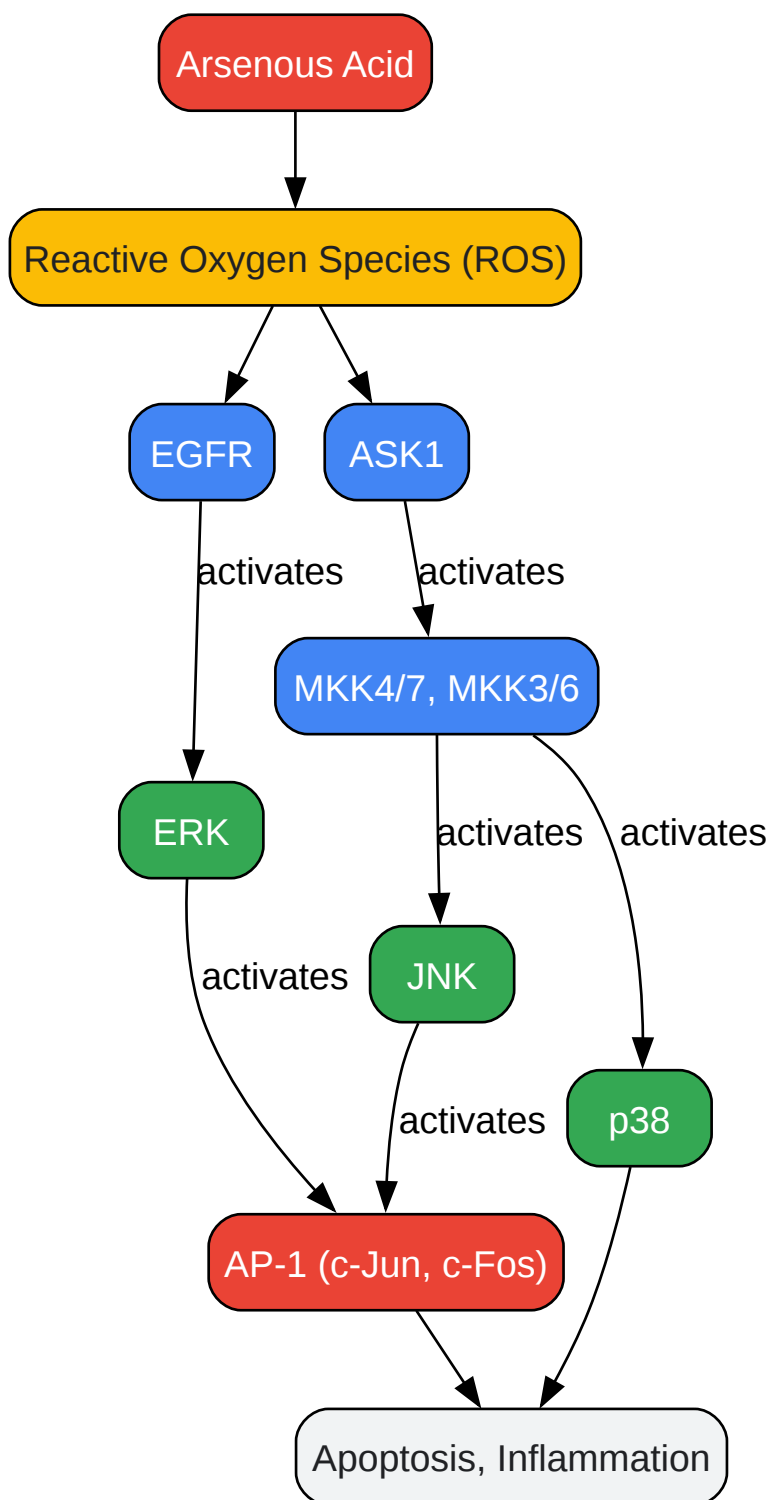 Arsenous Acid
Reactive Oxygen Species (ROS)
EGFR
ASK1
activates
activates
MKK4/7, MKK3/6
ERK
activates
activates
activates
JNK
activates
p38
AP-1 (c-Jun, c-Fos)
Apoptosis, Inflammation